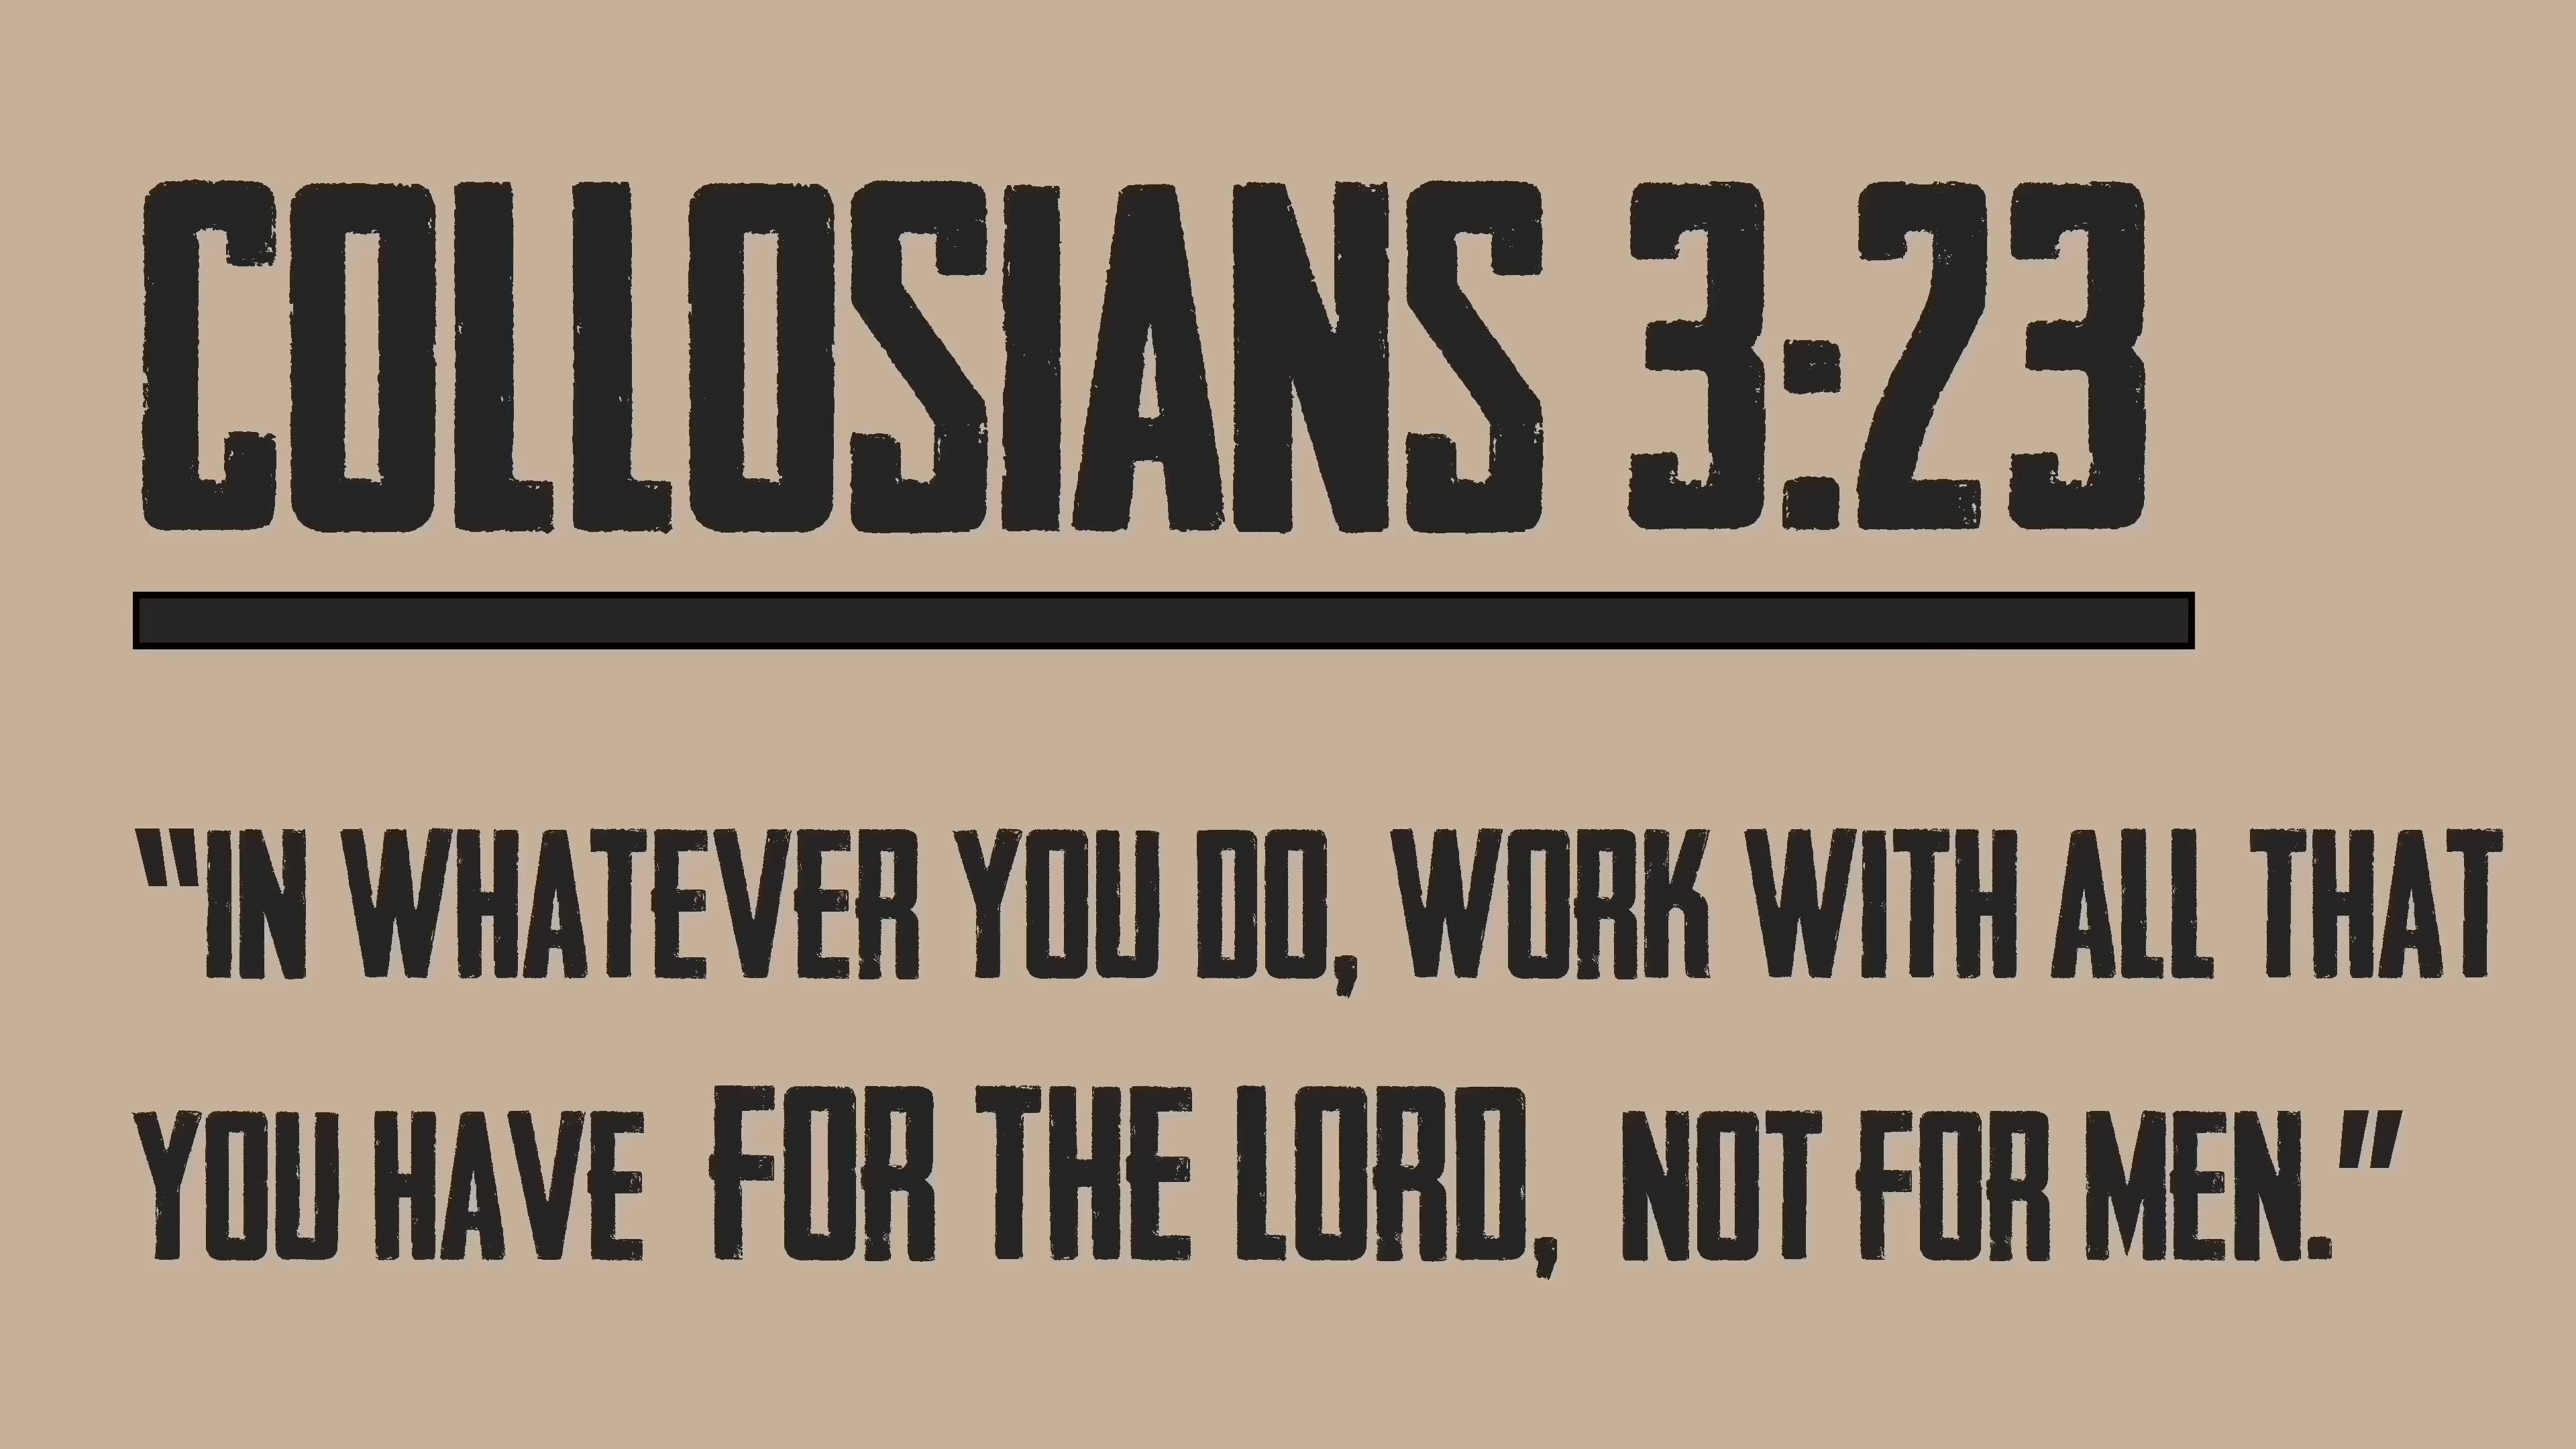 COLLOSIANS 3:23
“IN WHATEVER YOU DO, WORK WITH ALL THAT
YOU HAVE FOR THE LORD, NOT FOR MEN.”